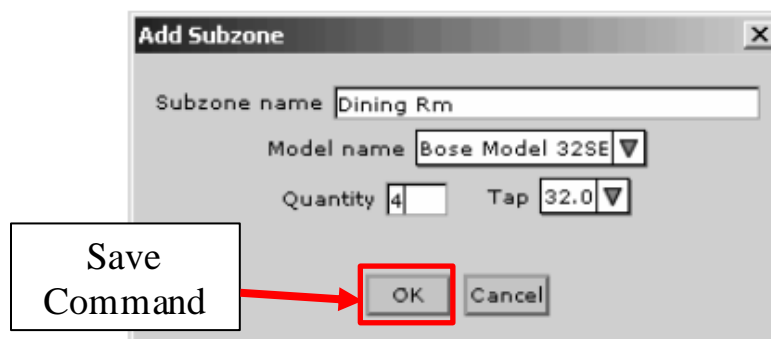 Add Subzone
Subzone name Dining Rm
Model name Bose Model 32SE
Quantity 4 Tap 32.0
Save
Command
OK Cancel